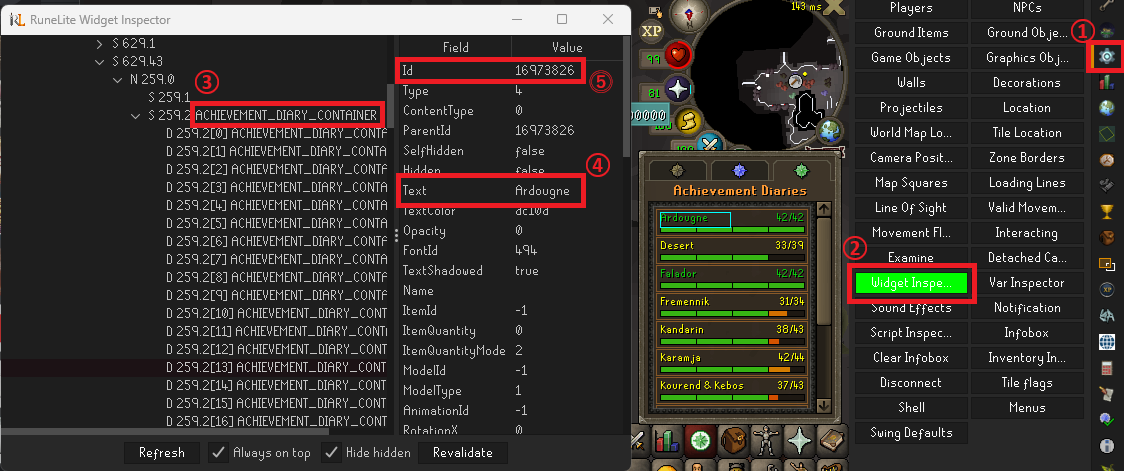 RuneLite Widget Inspector
S 629.1
S 629.43
N 259.0
S 259.1
S 259.2 ACHIEVEMENT_DIARY_CONTAINER
D 259.2[0] ACHIEVEMENT_DIARY_CONTA
D 259.2[1] ACHIEVEMENT_DIARY_CONTA
D 259.2[2] ACHIEVEMENT_DIARY_CONTA
D 259.2[3] ACHIEVEMENT_DIARY_CONTA
D 259.2[4] ACHIEVEMENT_DIARY_CONTA
D 259.2[5] ACHIEVEMENT_DIARY_CONTA
D 259.2[6] ACHIEVEMENT_DIARY_CONTA
D 259.2[7] ACHIEVEMENT_DIARY_CONTA
D 259.2[8] ACHIEVEMENT_DIARY_CONTA
D 259.2[9] ACHIEVEMENT_DIARY_CONTA
D 259.2[10] ACHIEVEMENT_DIARY_CONT
D 259.2[11] ACHIEVEMENT_DIARY_CONT
D 259.2[12] ACHIEVEMENT_DIARY_CONT
D 259.2[13] ACHIEVEMENT_DIARY_CONT
D 259.2[14] ACHIEVEMENT_DIARY_CONT
D 259.2[15] ACHIEVEMENT_DIARY_CONT
D 259.2[16] ACHIEVEMENT_DIARY_CONT
③
Field Value
Id 16973826
⑤
Type 4
ContentType 0
ParentId 16973826
SelfHidden false
Hidden false
④
Text Ardougne
TextColor dc10d
Opacity 0
FontId 494
TextShadowed true
Name
ItemId -1
ItemQuantity 0
ItemQuantityMode 2
ModelId -1
ModelType 1
AnimationId -1
RotationX 0
Refresh
Always on top
Hide hidden
Revalidate
143 ms
XP
99
81
Achievement Diaries
Ardougne 42/42
Desert 33/39
Falador 42/42
Fremennik 31/34
Kandarin 38/43
Karamja 42/44
Kourend & Kebos 37/43
Players NPCs
Ground Items Ground Obje...
Game Objects Graphics Obj...
Walls Decorations
Projectiles Location
World Map Lo... Tile Location
Camera Posit... Zone Borders
Map Squares Loading Lines
Line Of Sight Valid Movem...
Movement Fl... Interacting
Examine Detached Ca...
②
Widget Inspe... Var Inspector
Sound Effects Notification
Script Inspec... Infobox
Clear Infobox Inventory In...
Disconnect Tile flags
Shell Menus
Swing Defaults
①
XP